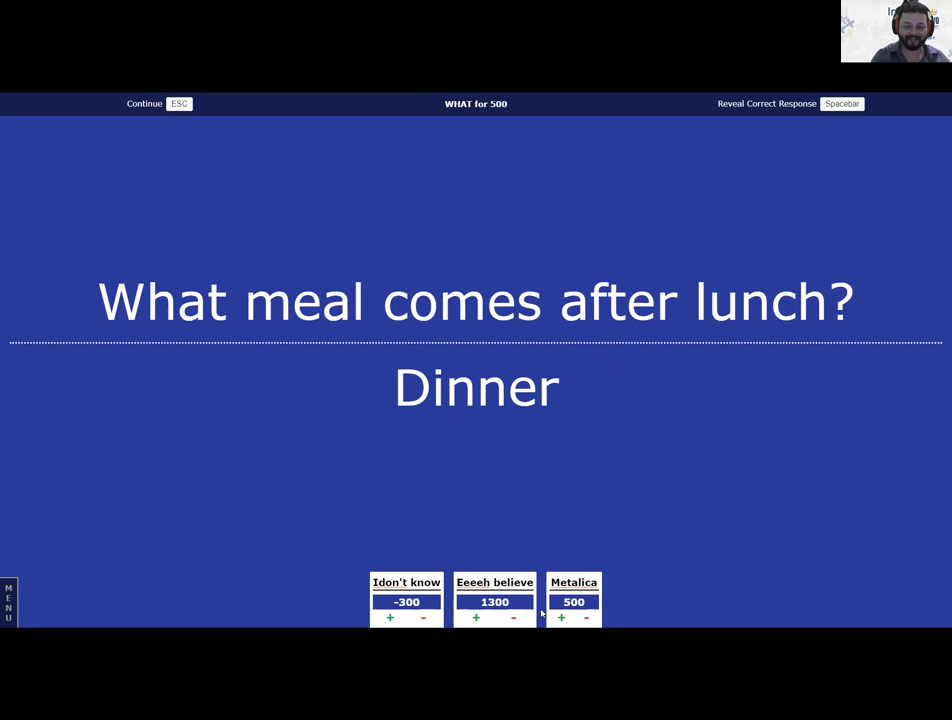 Continue ESC
WHAT for 500
Reveal Correct Response Spacebar
What meal comes after lunch?
Dinner
MENU
Idon't know
-300
+ -
Eeeeh believe
1300
+ -
Metalica
500
+ -